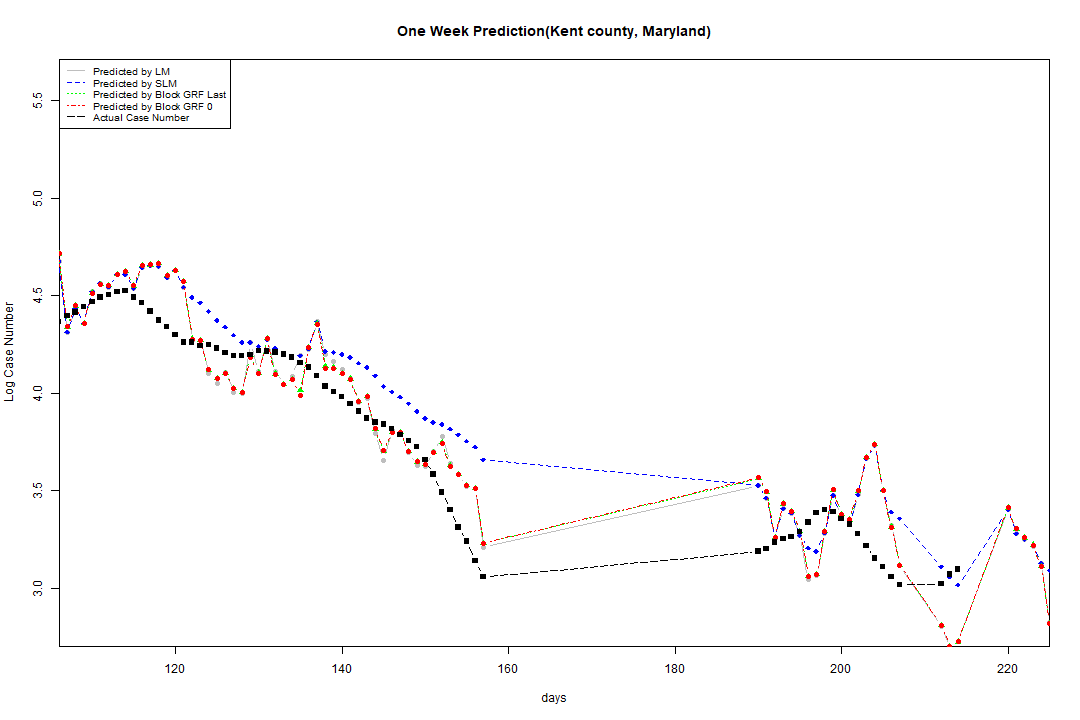 One Week Prediction(Kent county, Maryland)
Predicted by LM
Predicted by SLM
Predicted by Block GRF Last
Predicted by Block GRF 0
Actual Case Number
5.5
5.0
4.5
4.0
3.5
3.0
Log Case Number
120 140 160 180 200 220
days